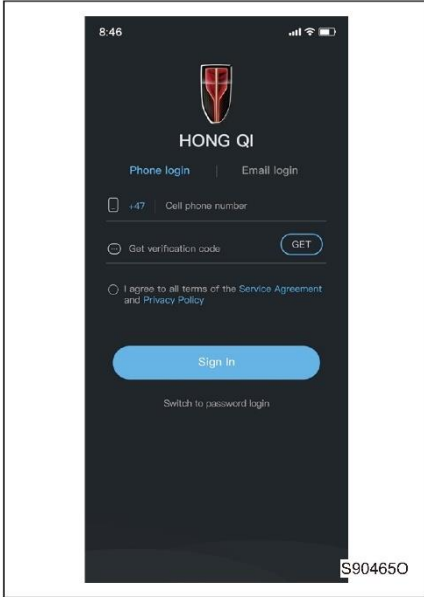 8:46
HONG QI
Phone login
Email login
+47
Cell phone number
Get verification code
GET
I agree to all terms of the Service Agreement
and Privacy Policy
Sign In
Switch to password login
S90465O